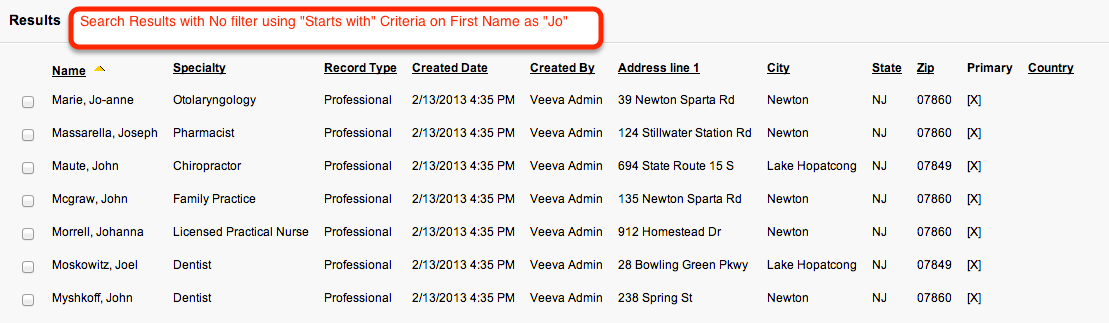 Results Search Results with No filter using "Starts with" Criteria on First Name as "Jo"
Name Specialty Record Type Created Date Created By Address line 1 City State Zip Primary Country
Marie, Jo-anne Otolaryngology Professional 2/13/2013 4:35 PM Veeva Admin 39 Newton Sparta Rd Newton NJ 07860 [X]
Massarella, Joseph Pharmacist Professional 2/13/2013 4:35 PM Veeva Admin 124 Stillwater Station Rd Newton NJ 07860 [X]
Maute, John Chiropractor Professional 2/13/2013 4:35 PM Veeva Admin 694 State Route 15 S Lake Hopatcong NJ 07849 [X]
Mcgraw, John Family Practice Professional 2/13/2013 4:35 PM Veeva Admin 135 Newton Sparta Rd Newton NJ 07860 [X]
Morrell, Johanna Licensed Practical Nurse Professional 2/13/2013 4:35 PM Veeva Admin 912 Homestead Dr Newton NJ 07860 [X]
Moskowitz, Joel Dentist Professional 2/13/2013 4:35 PM Veeva Admin 28 Bowling Green Pkwy Lake Hopatcong NJ 07849 [X]
Myshkoff, John Dentist Professional 2/13/2013 4:35 PM Veeva Admin 238 Spring St Newton NJ 07860 [X]